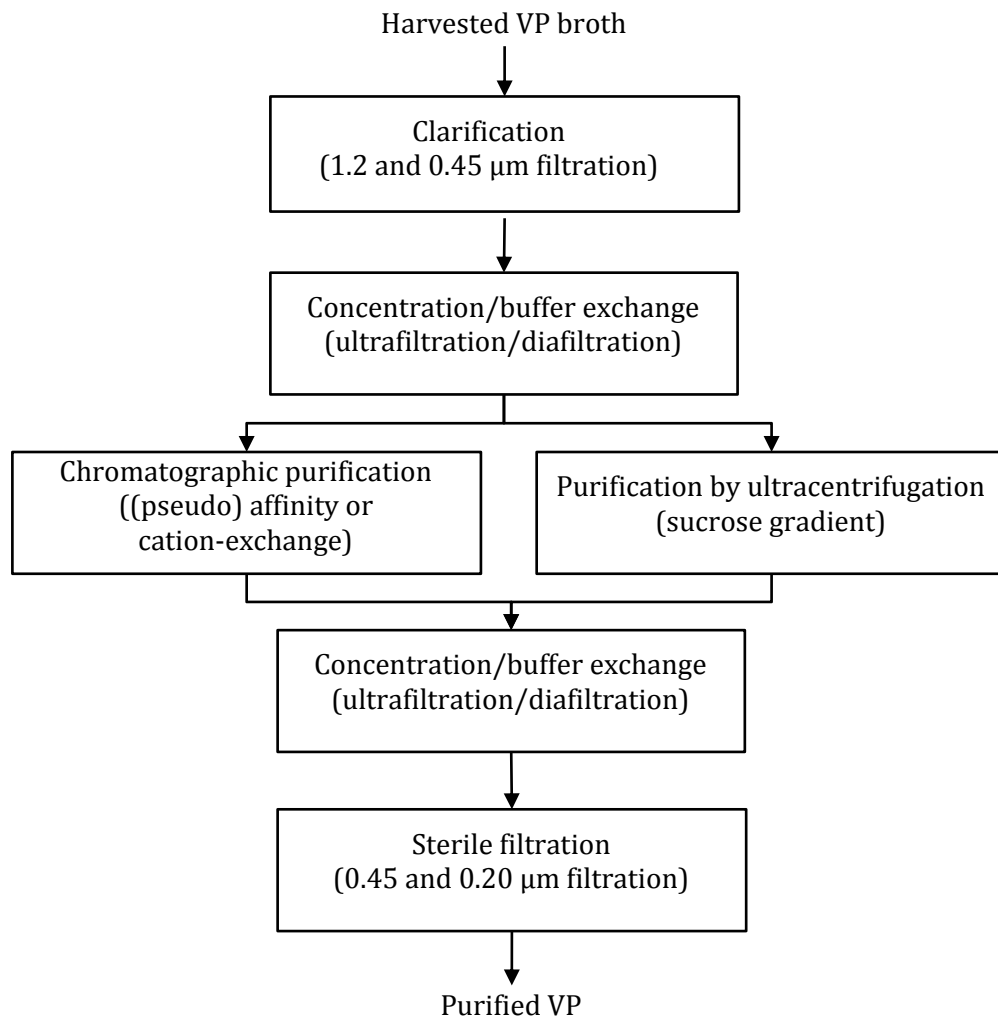 Harvested VP broth
Clarification
(1.2 and 0.45 µm filtration)
Concentration/buffer exchange
(ultrafiltration/diafiltration)
Chromatographic purification
((pseudo) affinity or
cation-exchange)
Purification by ultracentrifugation
(sucrose gradient)
Concentration/buffer exchange
(ultrafiltration/diafiltration)
Sterile filtration
(0.45 and 0.20 µm filtration)
Purified VP